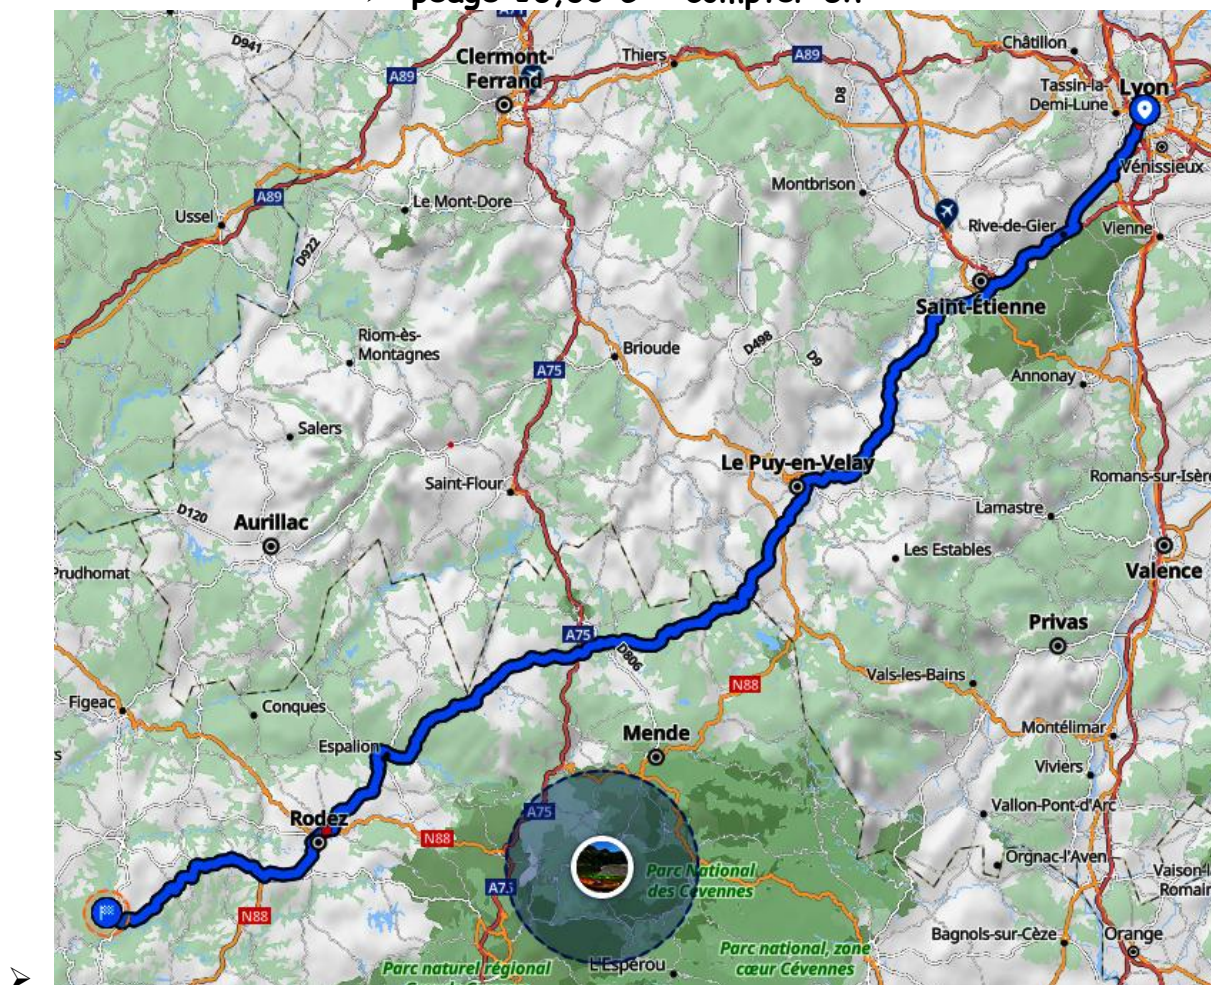 A71
D941
Clermont-
Ferrand
Thiers
A89
Châtillon
A89
D8
Tassin-la-
Demi-Lune
Lyon
Vénissieux
Montbrison
A89
Le Mont-Dore
Ussel
D922
Rive-de-Gier
Vienne
Saint-Étienne
Riom-ès-
Montagnes
Brioude
D498
D9
A75
Annonay
Salers
Le Puy-en-Velay
Saint-Flour
Romans-sur-Isère
D120
Aurillac
Lamastre
Les Estables
Valence
Prudhomat
Privas
A75
D806
Vals-les-Bains
N88
Figeac
Conques
Mende
Montélimar
Espalion
Viviers
A75
Vallon-Pont-d'Arc
Rodez
N88
Orgnac-l'Aven
Parc National
des Cévennes
Vaison-la-
Romain
A75
N88
Bagnols-sur-Cèze
Orange
Parc national, zone
cœur Cévennes
Parc naturel régional
L'Espérou